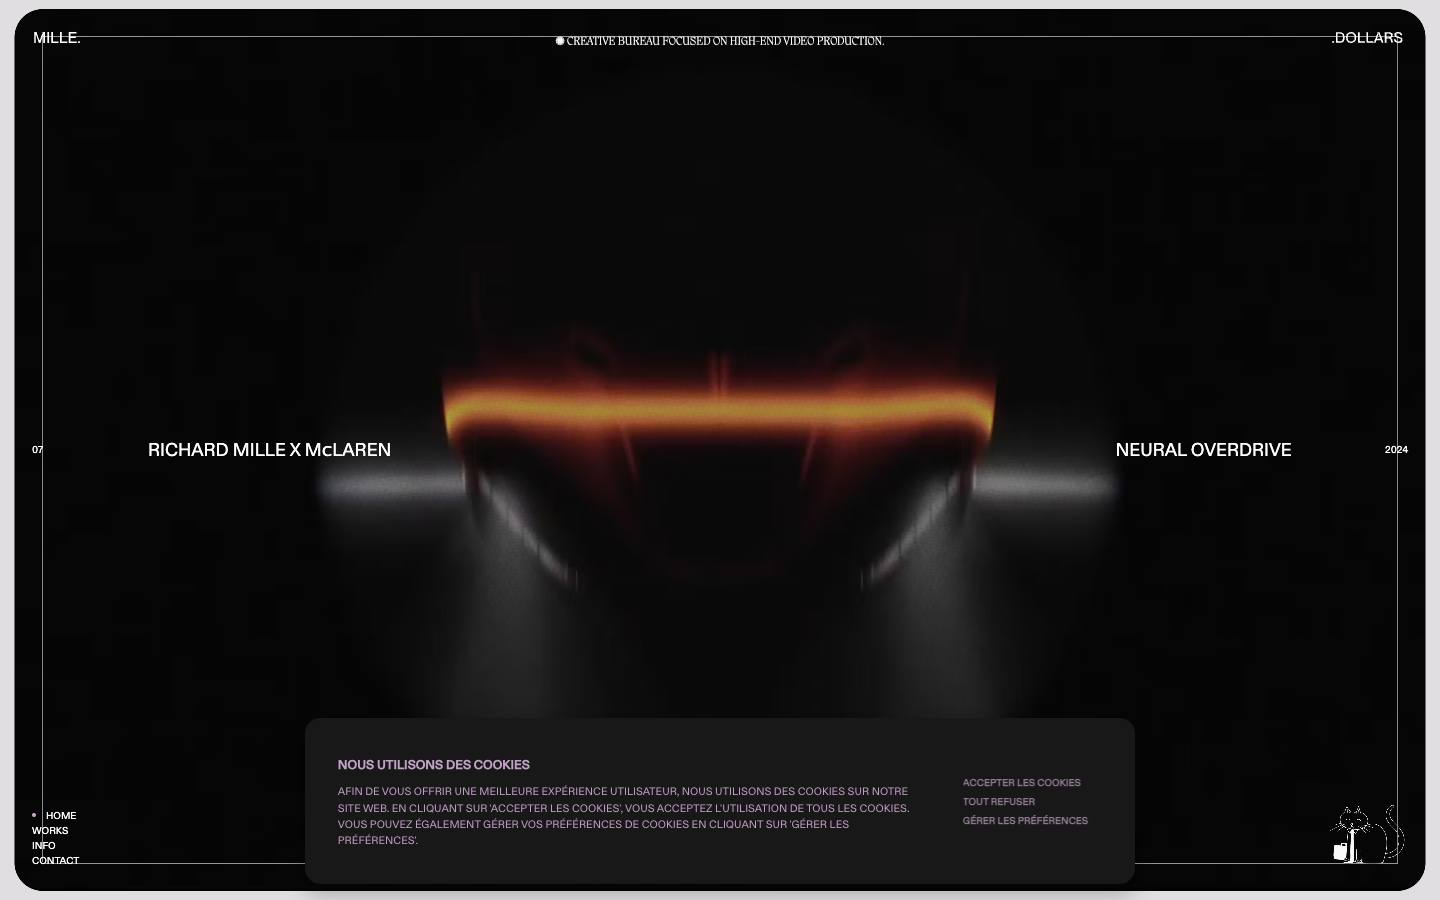 MILLE.
CREATIVE BUREAU FOCUSED ON HIGH-END VIDEO PRODUCTION.
.DOLLARS
07
RICHARD MILLE X McLAREN
NEURAL OVERDRIVE
2024
NOUS UTILISONS DES COOKIES
AFIN DE VOUS OFFRIR UNE MEILLEURE EXPÉRIENCE UTILISATEUR, NOUS UTILISONS DES COOKIES SUR NOTRE
SITE WEB. EN CLIQUANT SUR 'ACCEPTER LES COOKIES', VOUS ACCEPTEZ L'UTILISATION DE TOUS LES COOKIES.
VOUS POUVEZ ÉGALEMENT GÉRER VOS PRÉFÉRENCES DE COOKIES EN CLIQUANT SUR 'GÉRER LES
PRÉFÉRENCES'.
ACCEPTER LES COOKIES
TOUT REFUSER
GÉRER LES PRÉFÉRENCES
HOME
WORKS
INFO
CONTACT